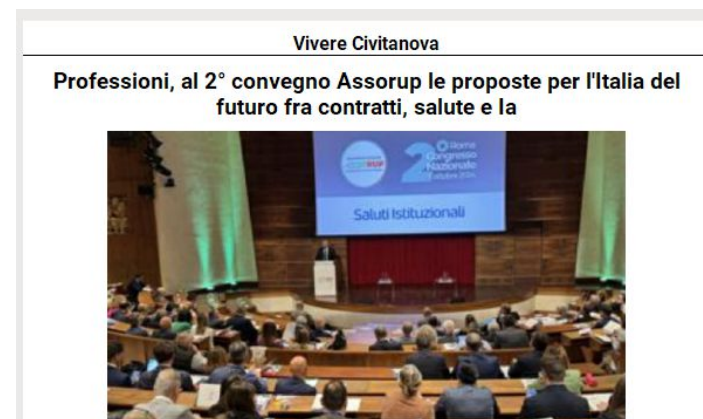 Vivere Civitanova
Professioni, al 2° convegno Assorup le proposte per l'Italia del
futuro fra contratti, salute e la
2°
Roma
Congresso
Nazionale
Saluti Istituzionali